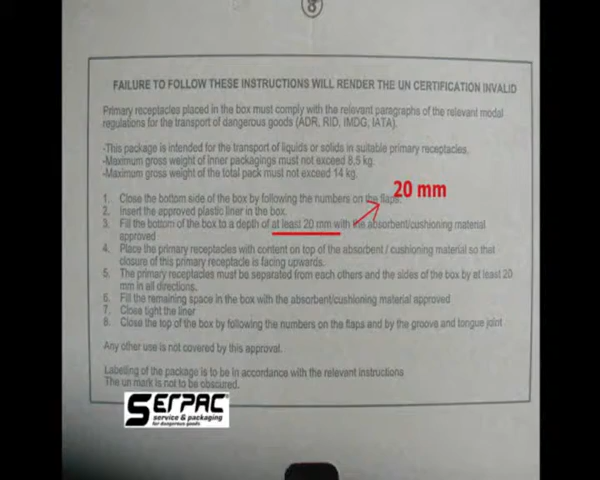 8
FAILURE TO FOLLOW THESE INSTRUCTIONS WILL RENDER THE UN CERTIFICATION INVALID
Primary receptacles placed in the box must comply with the relevant paragraphs of the relevant modal
regulations for the transport of dangerous goods (ADR, RID, IMDG, IATA).
-This package is intended for the transport of liquids or solids in suitable primary receptacles.
-Maximum gross weight of inner packagings must not exceed 8,5 kg.
-Maximum gross weight of the total pack must not exceed 14 kg.
20 mm
1. Close the bottom side of the box by following the numbers on the flaps.
2. Insert the approved plastic liner in the box.
3. Fill the bottom of the box to a depth of at least 20 mm with the absorbent/cushioning material
approved
4. Place the primary receptacles with content on top of the absorbent / cushioning material so that
closure of this primary receptacle is facing upwards.
5. The primary receptacles must be separated from each others and the sides of the box by at least 20
mm in all directions.
6. Fill the remaining space in the box with the absorbent/cushioning material approved
7. Close tight the liner
8. Close the top of the box by following the numbers on the flaps and by the groove and tongue joint
Any other use is not covered by this approval.
Labelling of the package is to be in accordance with the relevant instructions
The un mark is not to be obscured.
SERPAC
service & packaging
for dangerous goods